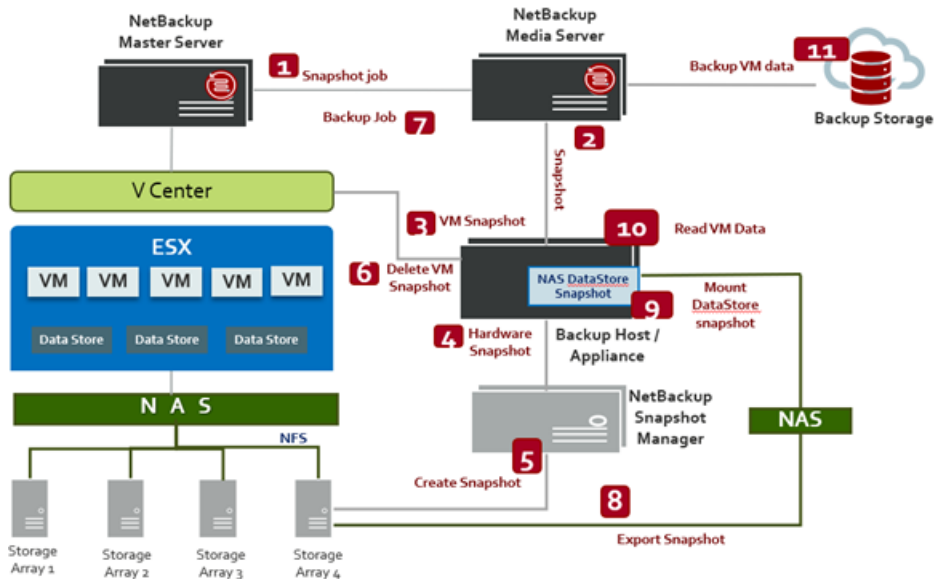 NetBackup
Master Server
NetBackup
Media Server
1
Snapshot job
Backup VM data
11
Backup Storage
Backup Job
7
2
Snapshot
V Center
3
VM Snapshot
10
Read VM Data
ESX
VM
VM
VM
VM
VM
6
Delete VM
Snapshot
NAS DataStore
Snapshot
9
Mount
DataStore
snapshot
Data Store
Data Store
Data Store
4
Hardware
Snapshot
Backup Host /
Appliance
N A S
NFS
NetBackup
Snapshot
Manager
NAS
5
Create Snapshot
8
Export Snapshot
Storage
Array 1
Storage
Array 2
Storage
Array 3
Storage
Array 4